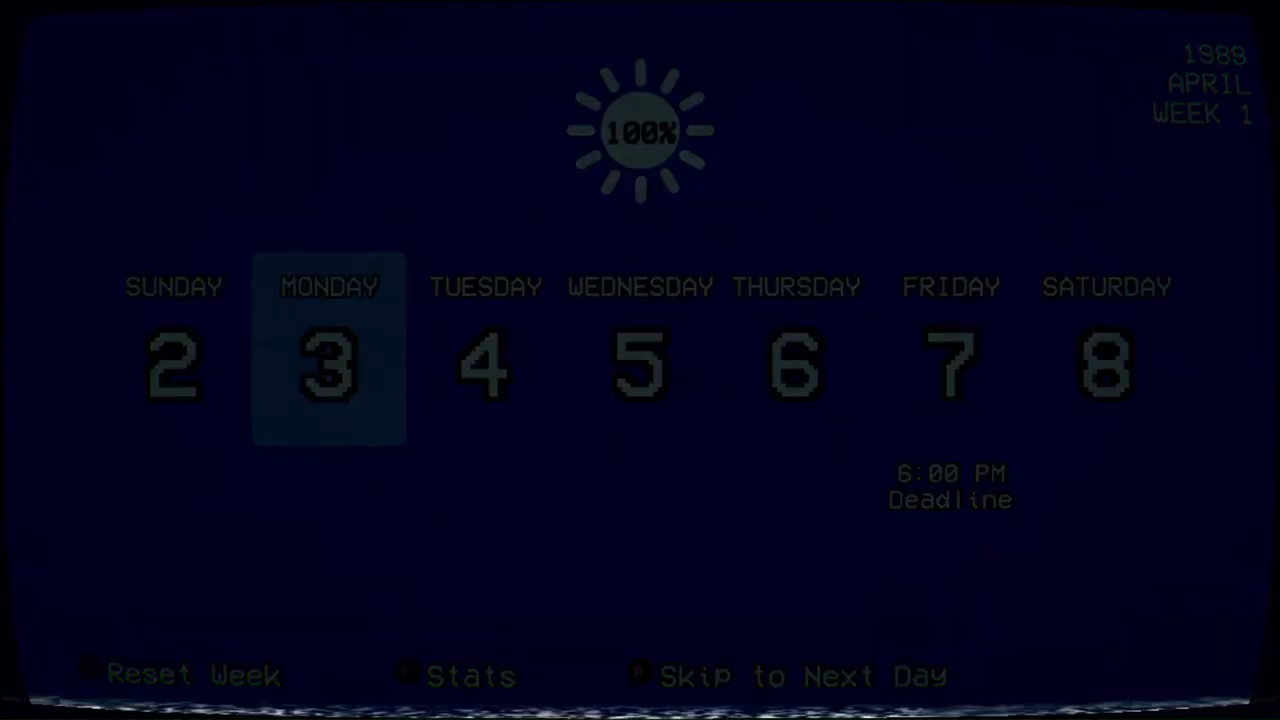 1989
APRIL
WEEK 1
100%
SUNDAY MONDAY TUESDAY WEDNESDAY THURSDAY FRIDAY SATURDAY
2 3 4 5 6 7 8
6:00 PM
Deadline
Reset Week Stats R Skip to Next Day